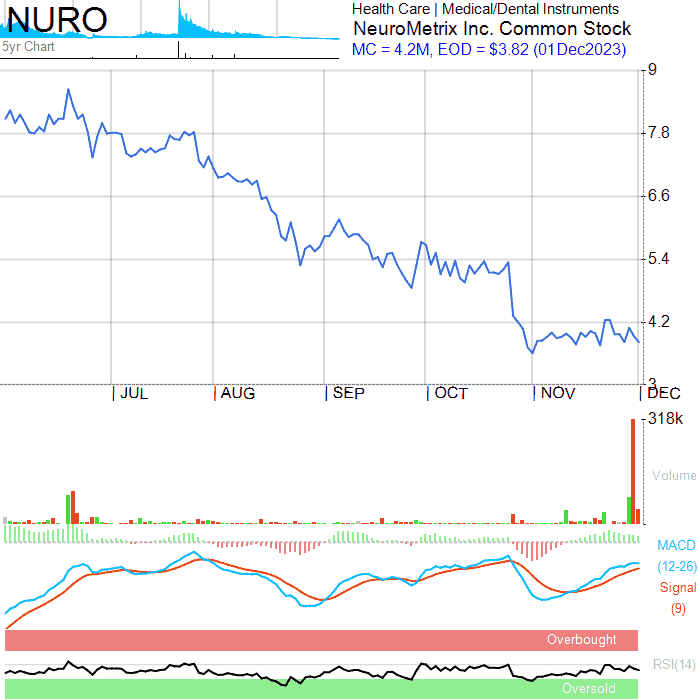 NURO
5yr Chart
Health Care | Medical/Dental Instruments
NeuroMetrix Inc. Common Stock
MC = 4.2M, EOD = $3.82 (01Dec2023)
9
7.8
6.6
5.4
4.2
3
JUL
AUG
SEP
OCT
NOV
DEC
318k
Volume
MACD
(12-26)
Signal
(9)
Overbought
RSI(14)
Oversold